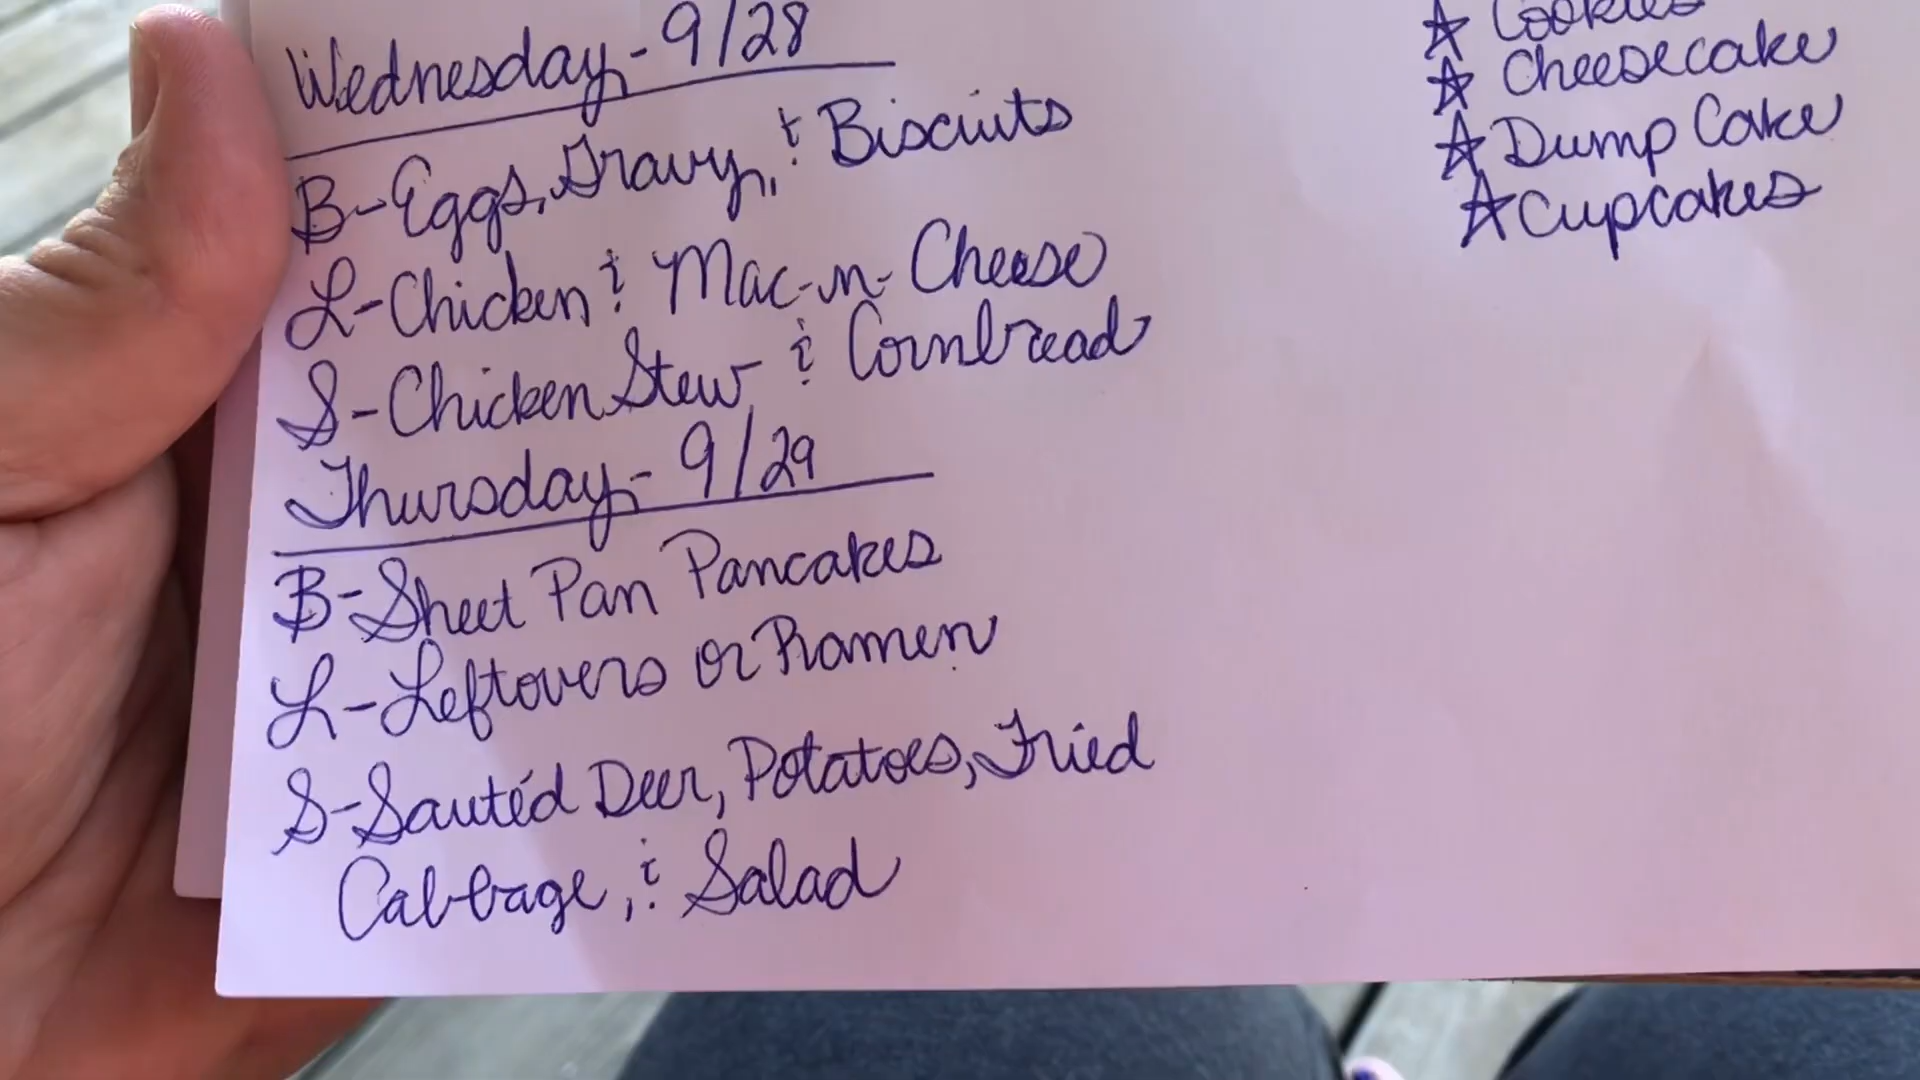 Wednesday - 9/28
B - Eggs, Gravy, & Biscuits
L - Chicken & Mac-n-Cheese
S - Chicken Stew & Cornbread
Thursday - 9/29
B - Sheet Pan Pancakes
L - Leftovers or Ramen
S - Sautéd Deer, Potatoes, Fried
Cabbage, & Salad
☆ Cookies
☆ Cheesecake
☆ Dump Cake
☆ Cupcakes